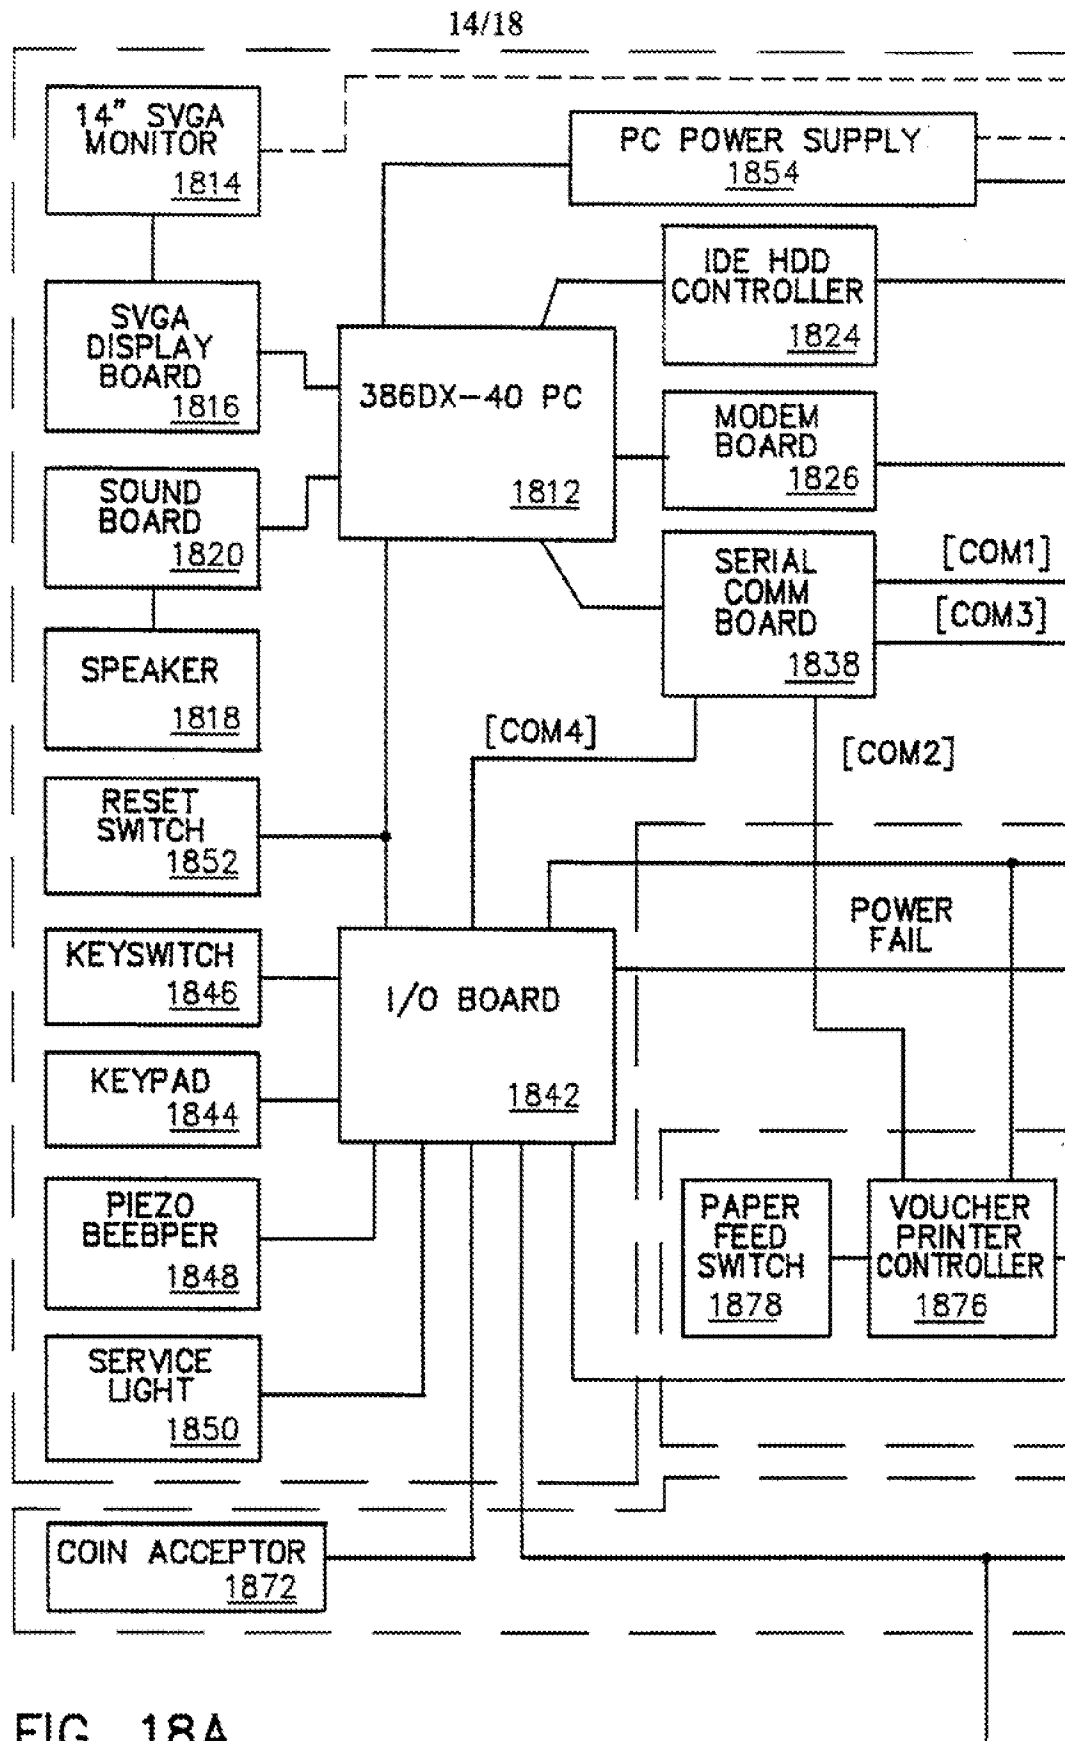 14/18
14" SVGA
MONITOR
1814
PC POWER SUPPLY
1854
IDE HDD
CONTROLLER
1824
SVGA
DISPLAY
BOARD
1816
386DX-40 PC
1812
MODEM
BOARD
1826
SOUND
BOARD
1820
SERIAL
COMM
BOARD
1838
[COM1]
[COM3]
SPEAKER
1818
[COM4]
[COM2]
RESET
SWITCH
1852
POWER
FAIL
KEYSWITCH
1846
I/O BOARD
1842
KEYPAD
1844
PIEZO
BEEBPER
1848
PAPER
FEED
SWITCH
1878
VOUCHER
PRINTER
CONTROLLER
1876
SERVICE
LIGHT
1850
COIN ACCEPTOR
1872
FIG. 18A